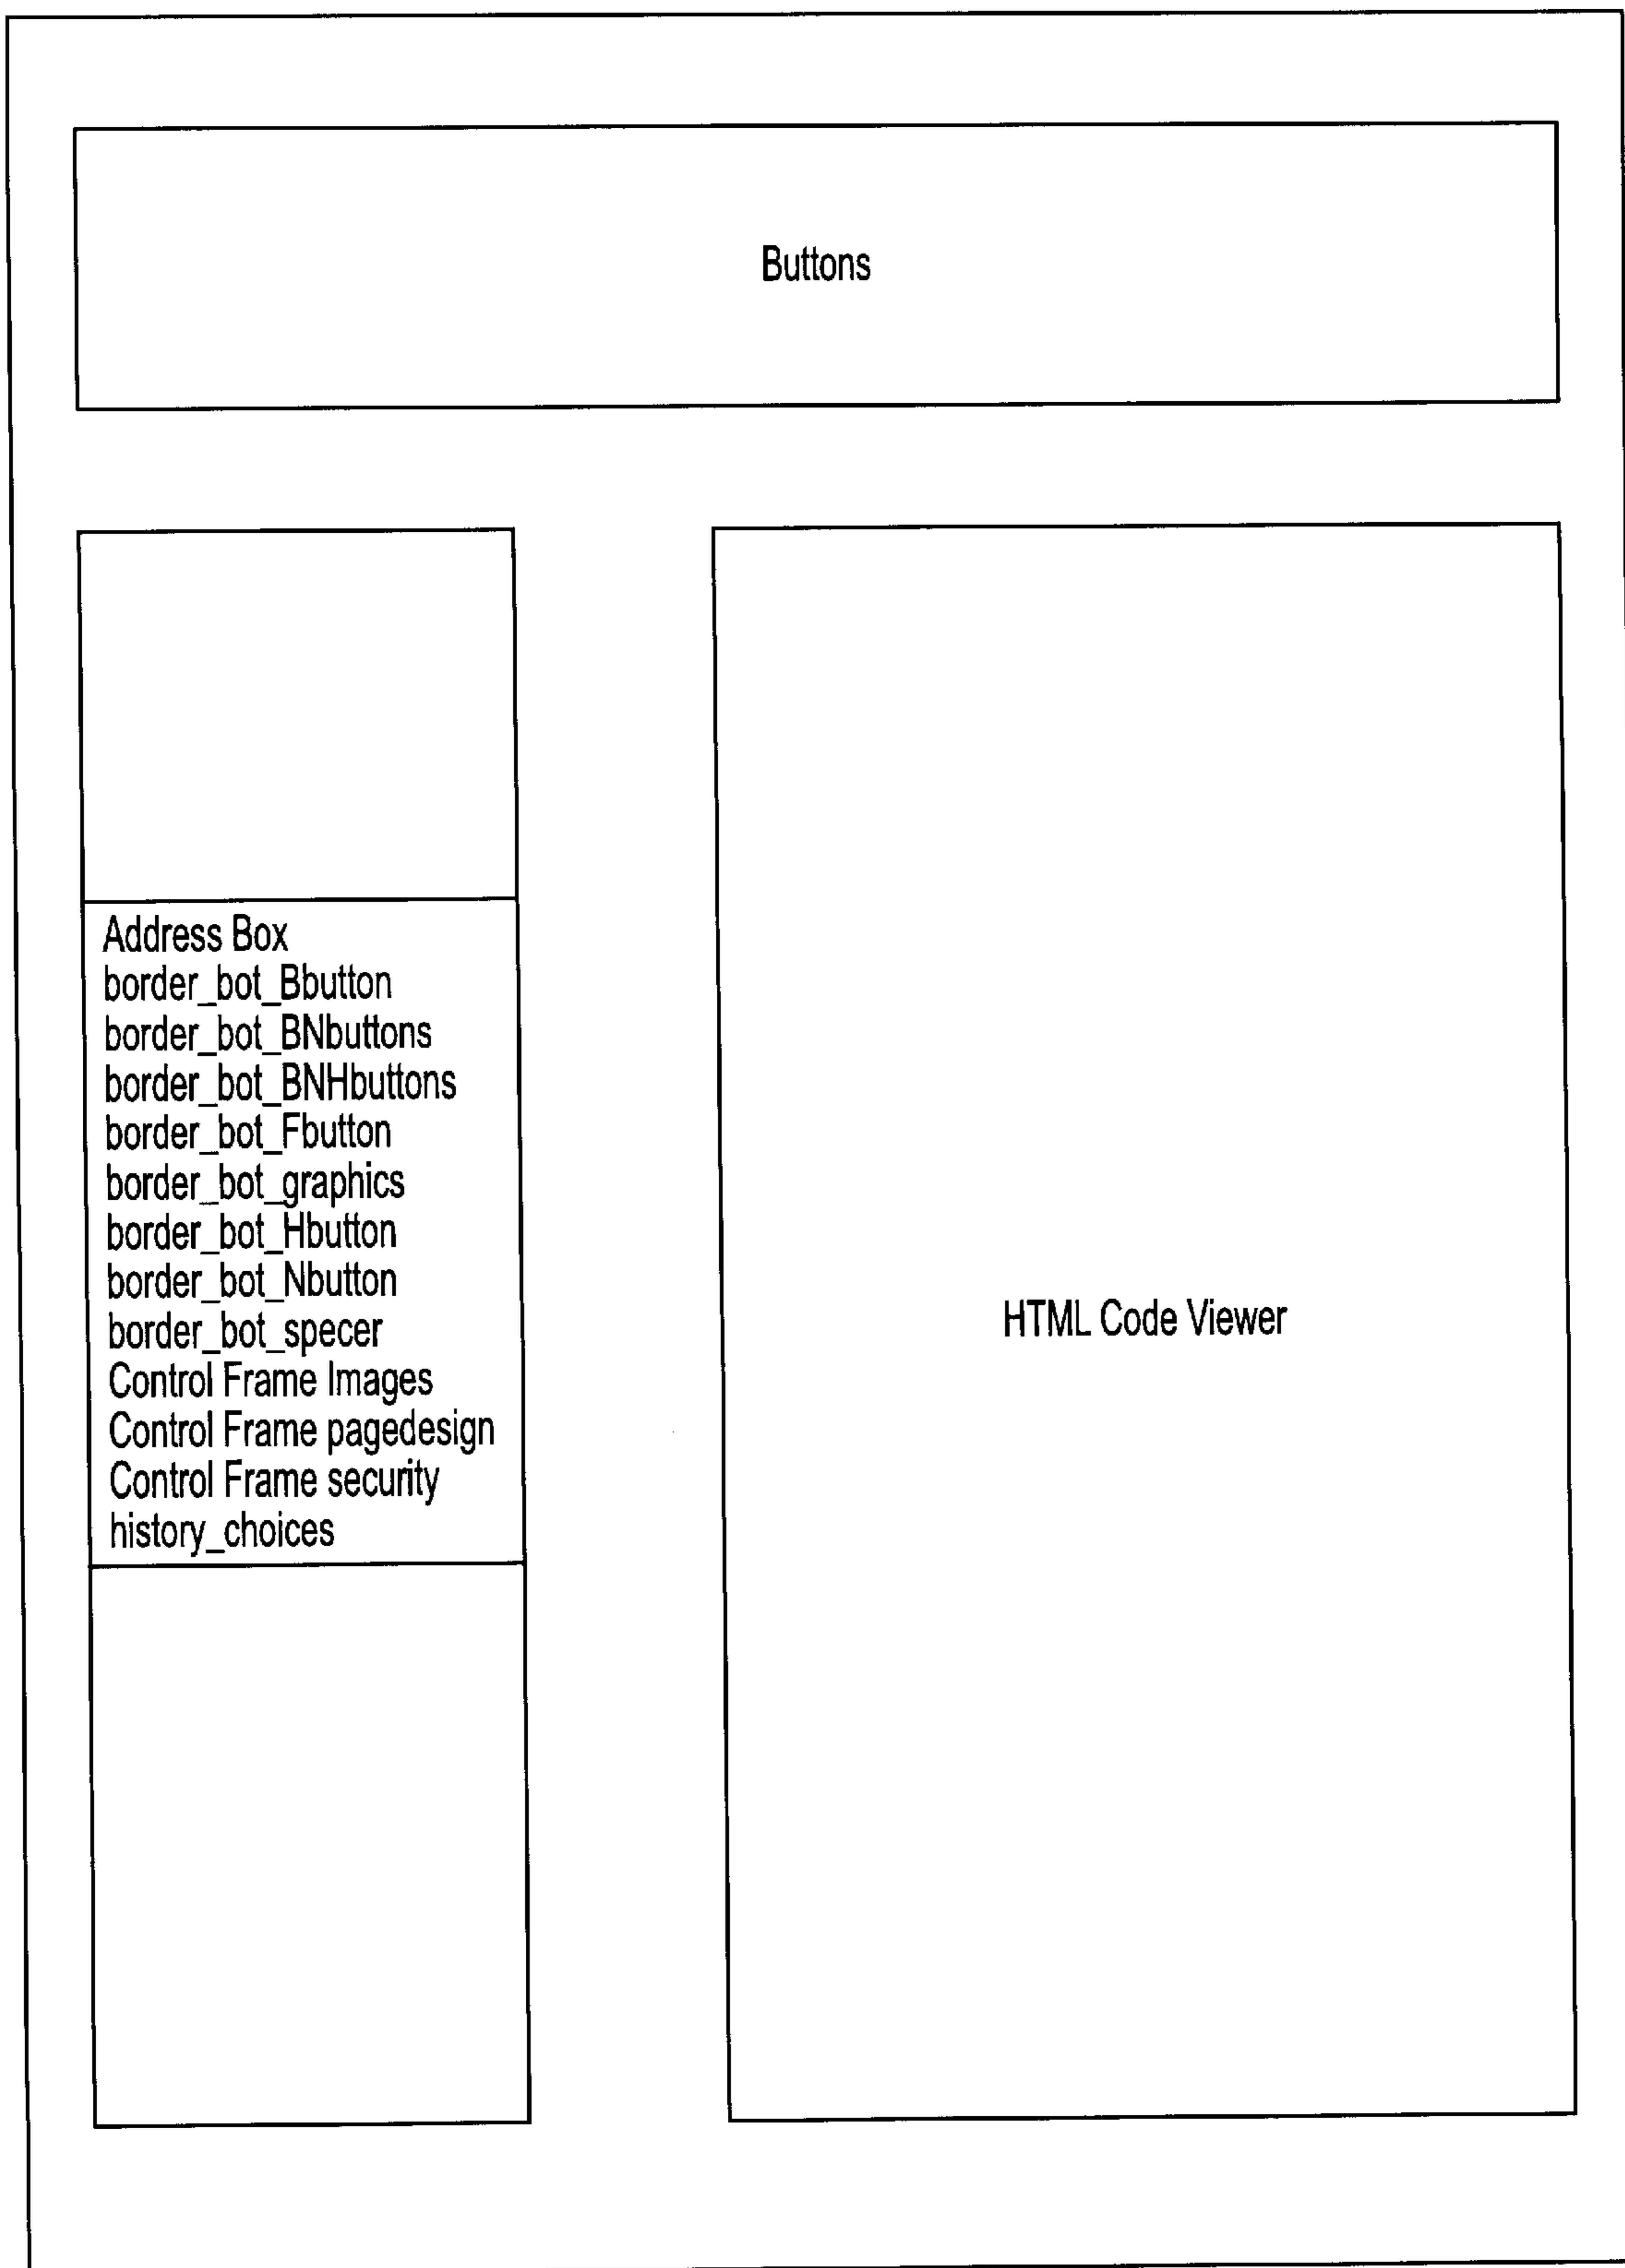 Buttons
Address Box
border_bot_Bbutton
border_bot_BNbuttons
border_bot_BNHbuttons
border_bot_Fbutton
border_bot_graphics
border_bot_Hbutton
border_bot_Nbutton
border_bot_specer
Control Frame Images
Control Frame pagedesign
Control Frame security
history_choices
HTML Code Viewer